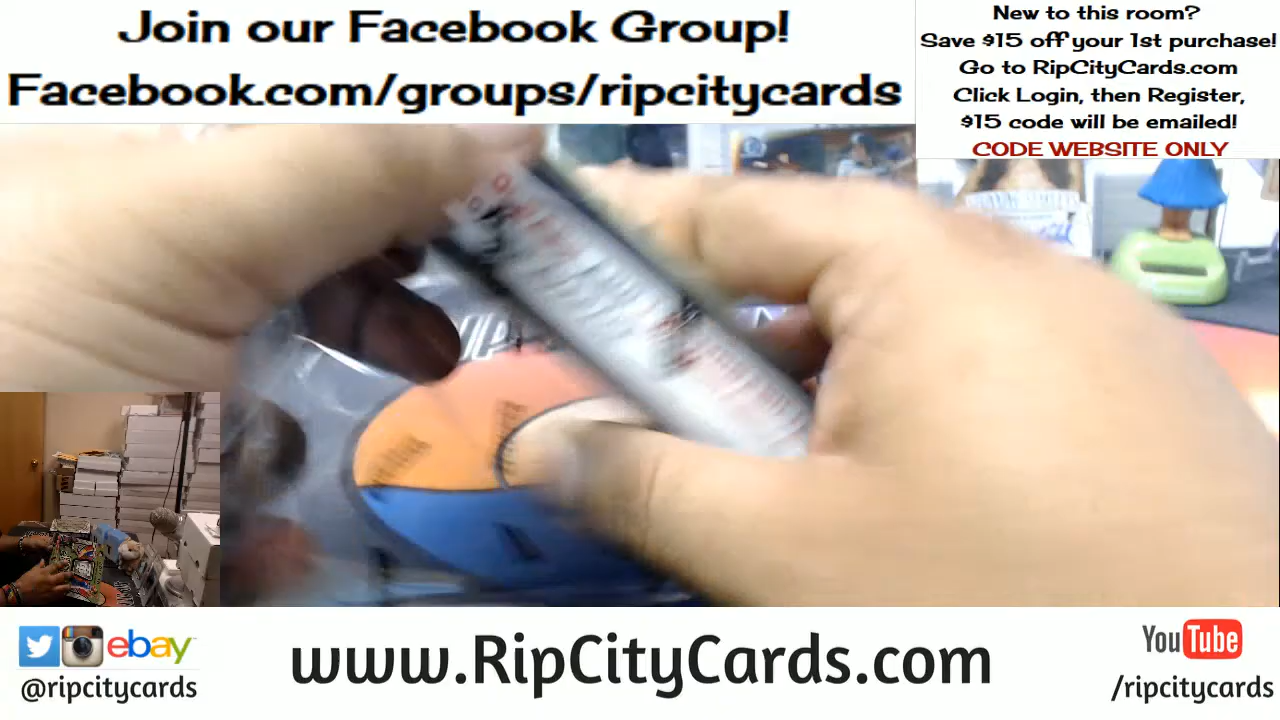 Join our Facebook Group!
Facebook.com/groups/ripcitycards
New to this room?
Save $15 off your 1st purchase!
Go to RipCityCards.com
Click Login, then Register,
$15 code will be emailed!
CODE WEBSITE ONLY
ebay
@ripcitycards
www.RipCityCards.com
YouTube
/ripcitycards